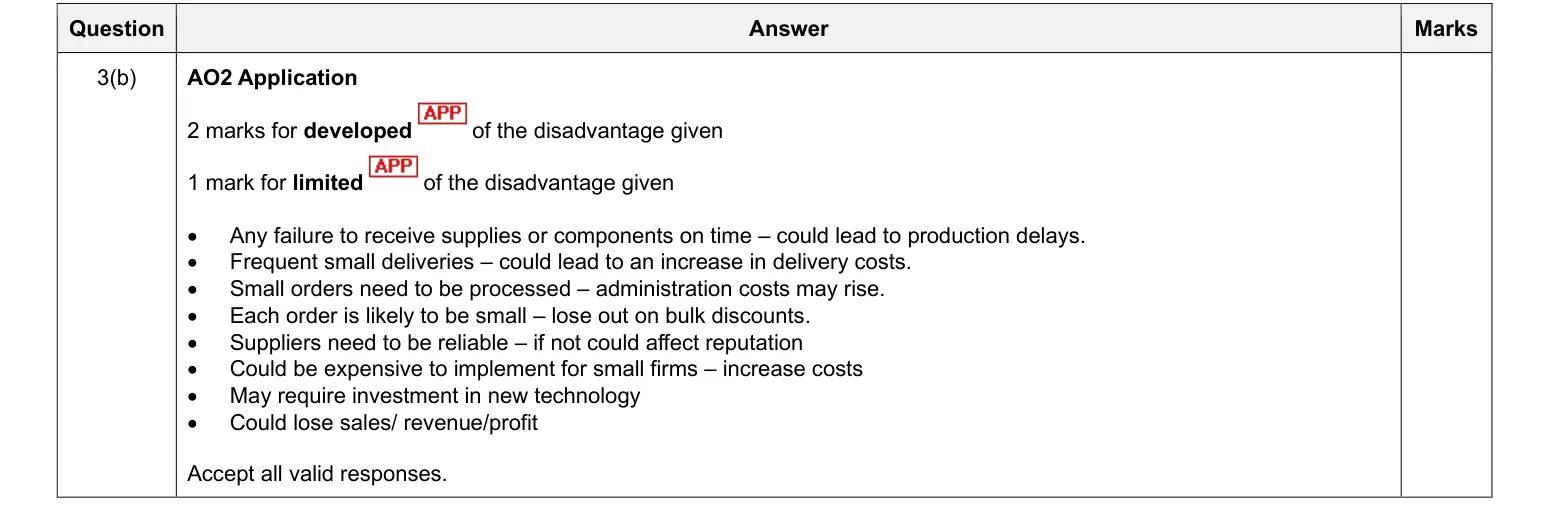 Question Answer Marks
3(b) AO2 Application
2 marks for developed APP of the disadvantage given
1 mark for limited APP of the disadvantage given
• Any failure to receive supplies or components on time – could lead to production delays.
• Frequent small deliveries – could lead to an increase in delivery costs.
• Small orders need to be processed – administration costs may rise.
• Each order is likely to be small – lose out on bulk discounts.
• Suppliers need to be reliable – if not could affect reputation
• Could be expensive to implement for small firms – increase costs
• May require investment in new technology
• Could lose sales/ revenue/profit
Accept all valid responses.